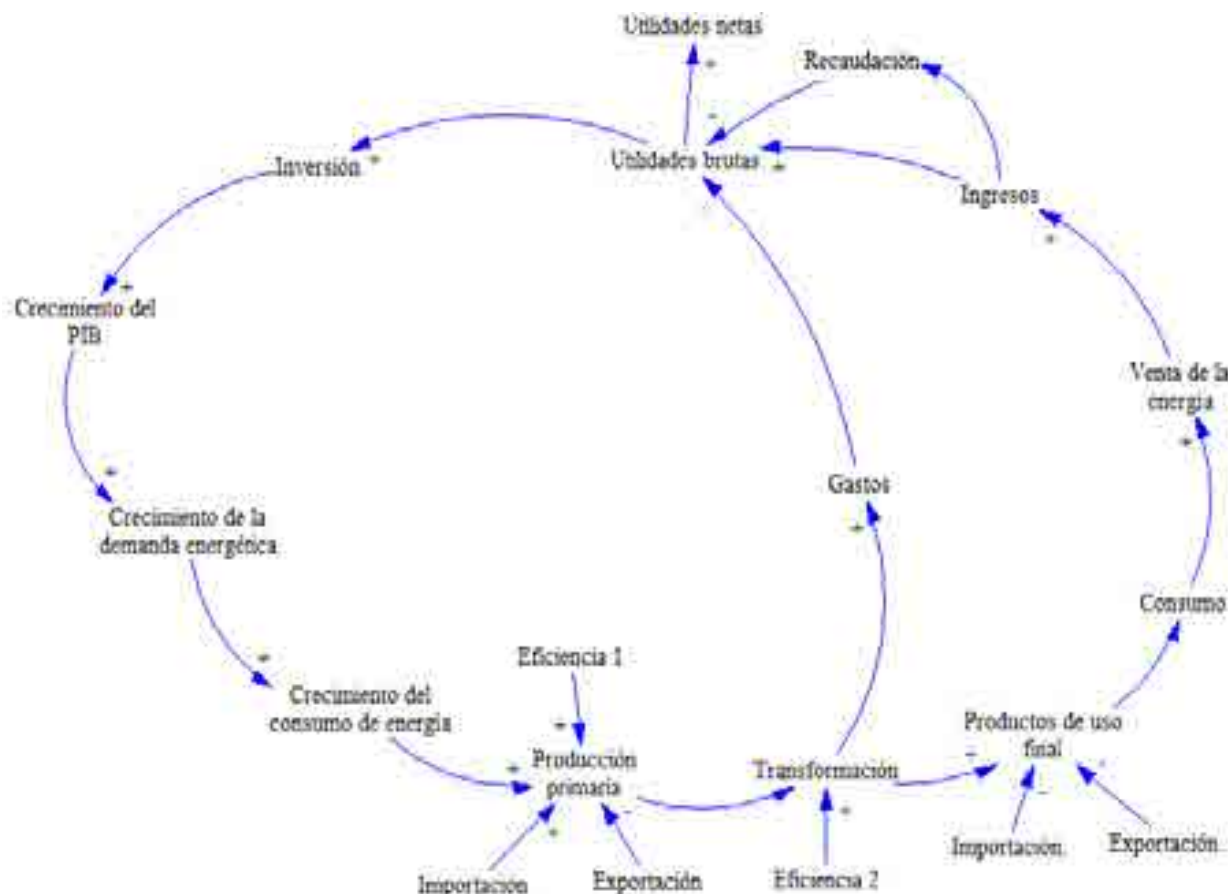 Utilidades netas
Recaudación
Inversión
Utilidades brutas
Ingresos
Crecimiento del
PIB
Venta de la
energía
Gastos
Crecimiento de la
demanda energética
Consumo
Eficiencia 1
Crecimiento del
consumo de energía
Productos de uso
final
Producción
primaria
Transformación
Importación
Exportación
Eficiencia 2
Importación
Exportación